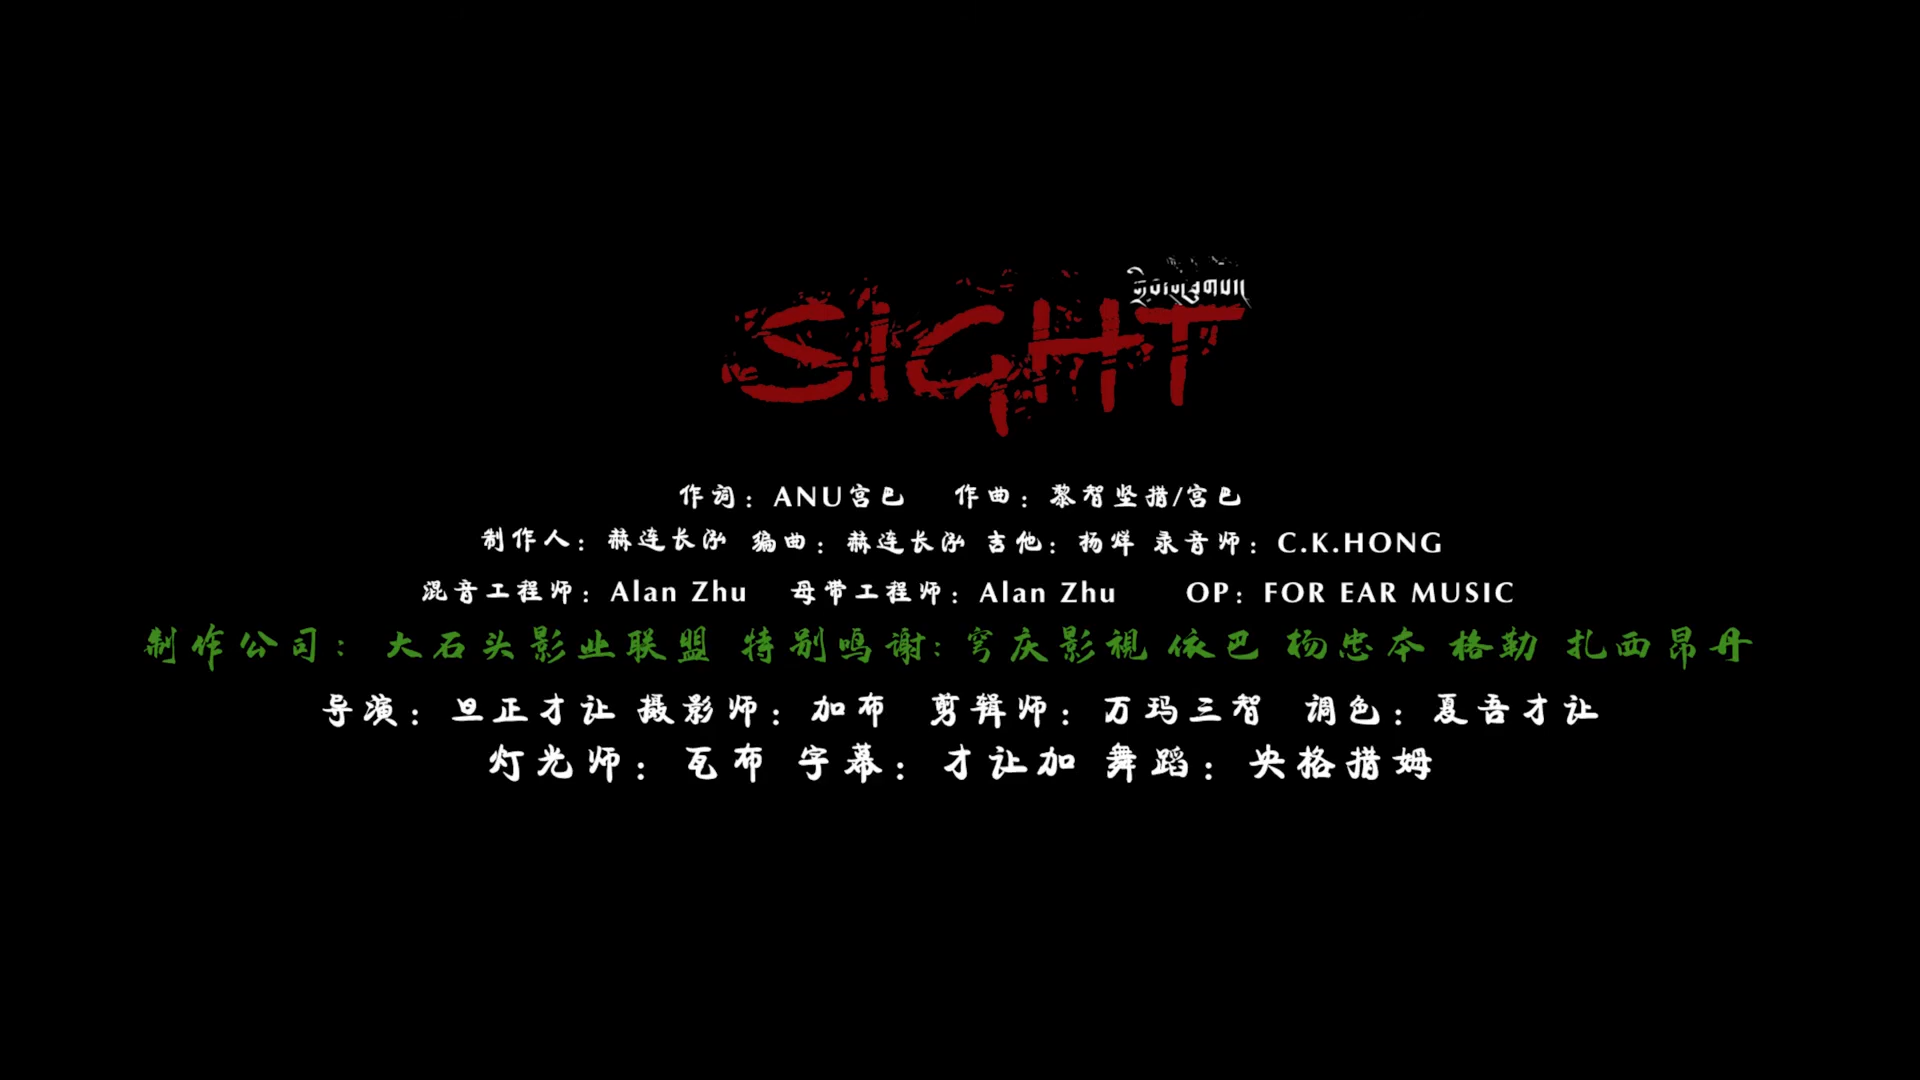 SIGHT
作词：ANU宫巴 作曲：黎智坚措/宫巴
制作人：赫连长泓 编曲：赫连长泓 吉他：杨烊 录音师：C.K.HONG
混音工程师：Alan Zhu 母带工程师：Alan Zhu OP：FOR EAR MUSIC
制作公司： 大石头影业联盟 特别鸣谢:穹庆影視 依巴 杨忠本 格勒 扎西昂丹
导演：旦正才让 摄影师：加布 剪辑师：万玛三智 调色：夏吾才让
灯光师：瓦布 字幕：才让加 舞蹈：央格措姆